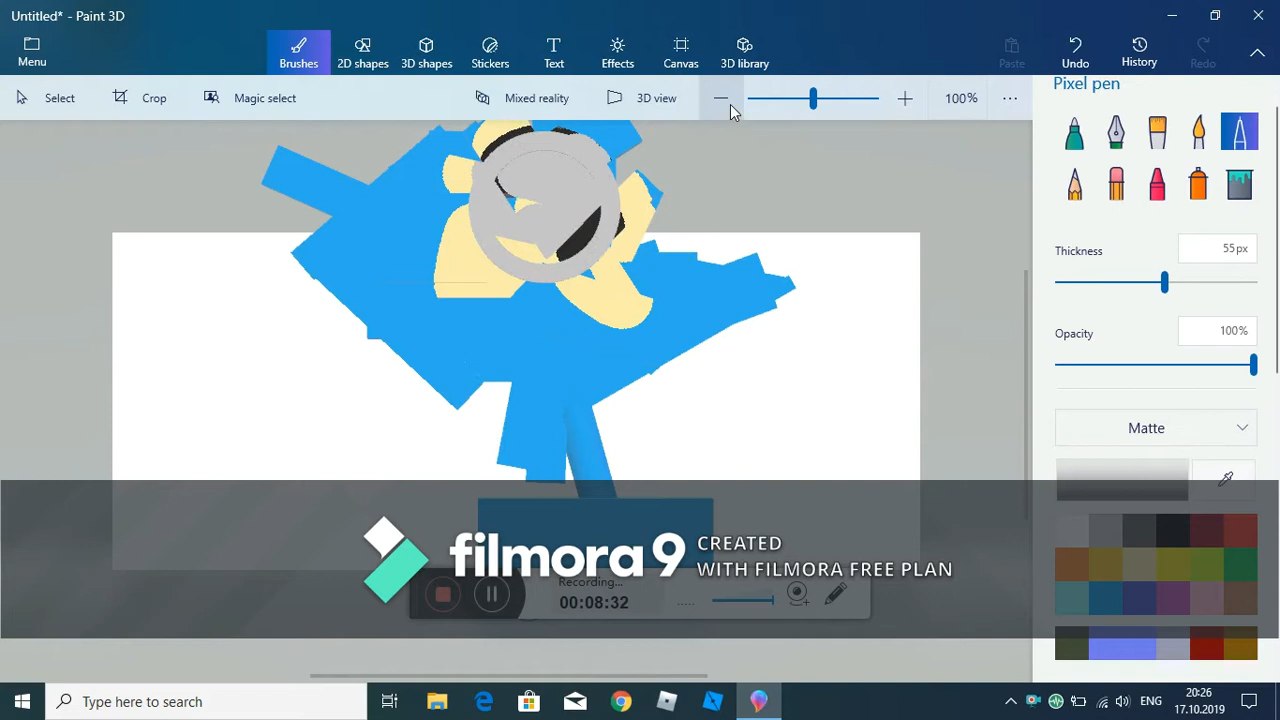 Untitled* - Paint 3D
Menu
Brushes
2D shapes
3D shapes
Stickers
Text
Effects
Canvas
3D library
Paste
Undo
History
Redo
Select
Crop
Magic select
Mixed reality
3D view
100%
Pixel pen
Thickness
55px
Opacity
100%
Matte
filmora 9
CREATED
WITH FILMORA FREE PLAN
Recording...
00:08:32
Type here to search
ENG
20:26
17.10.2019